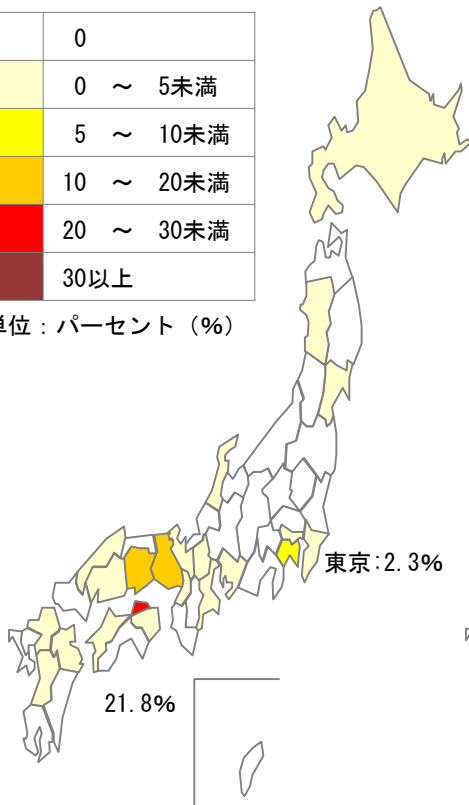 0
0 ～ 5未満
5 ～ 10未満
10 ～ 20未満
20 ～ 30未満
30以上
単位：パーセント（%）
東京:2.3%
21.8%